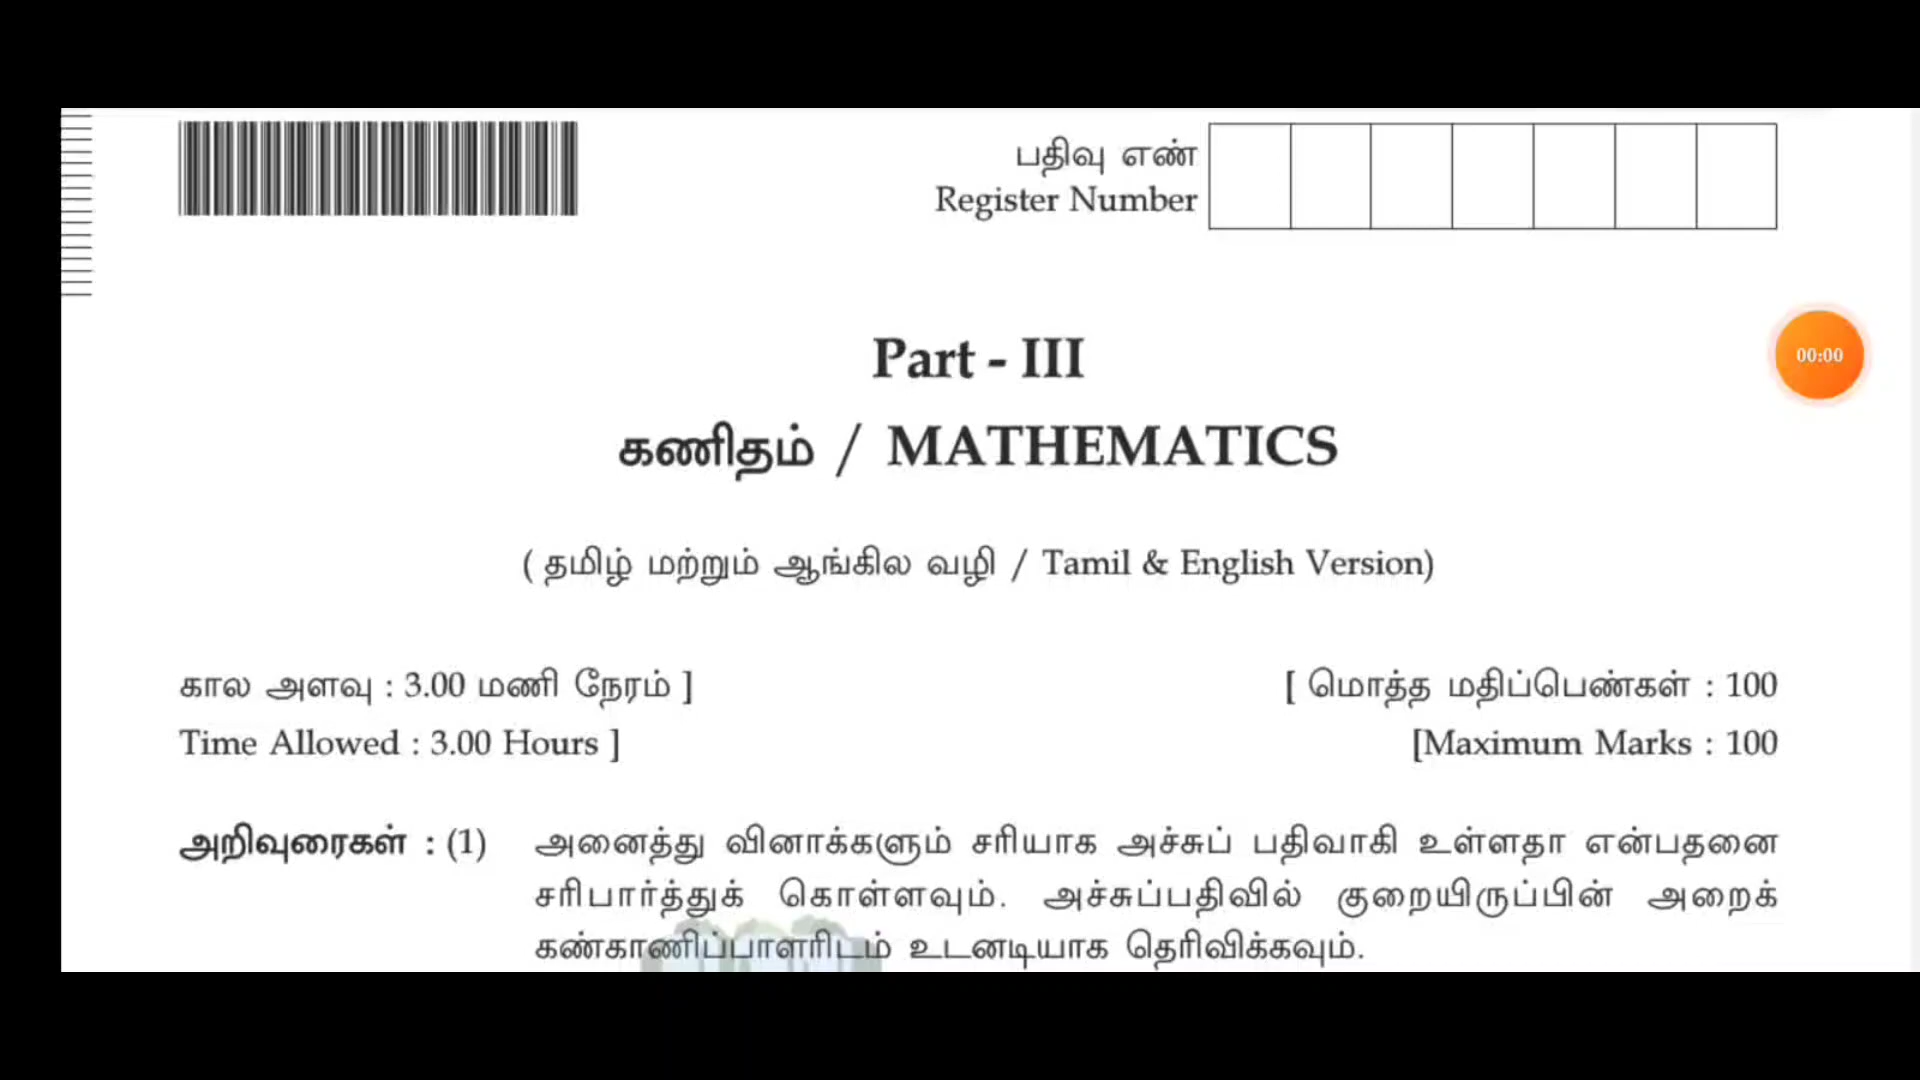 பதிவு எண்
Register Number
Part - III
00:00
கணிதம் / MATHEMATICS
( தமிழ் மற்றும் ஆங்கில வழி / Tamil & English Version)
கால அளவு : 3.00 மணி நேரம் ]
[ மொத்த மதிப்பெண்கள் : 100
Time Allowed : 3.00 Hours ]
[Maximum Marks : 100
அறிவுரைகள் : (1) அனைத்து வினாக்களும் சரியாக அச்சுப் பதிவாகி உள்ளதா என்பதனை
சரிபார்த்துக் கொள்ளவும். அச்சுப்பதிவில் குறையிருப்பின் அறைக்
கண்காணிப்பாளரிடம் உடனடியாக தெரிவிக்கவும்.